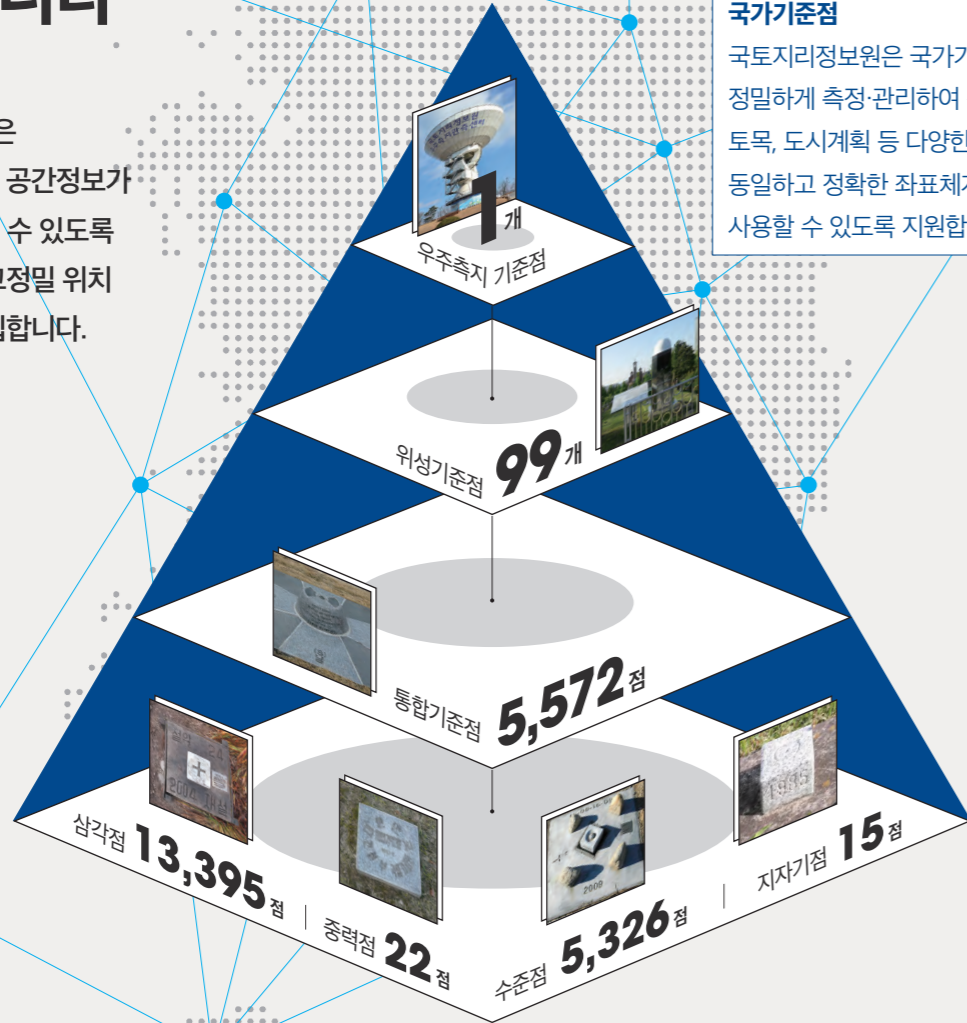 은
공간정보가
수 있도록
정밀 위치
합니다.
국가기준점
국토지리정보원은 국가기
정밀하게 측정·관리하여
토목, 도시계획 등 다양한
동일하고 정확한 좌표체
사용할 수 있도록 지원합
1개
우주측지 기준점
위성기준점 99개
통합기준점 5,572점
삼각점 13,395점
중력점 22점
수준점 5,326점
지자기점 15점
2008